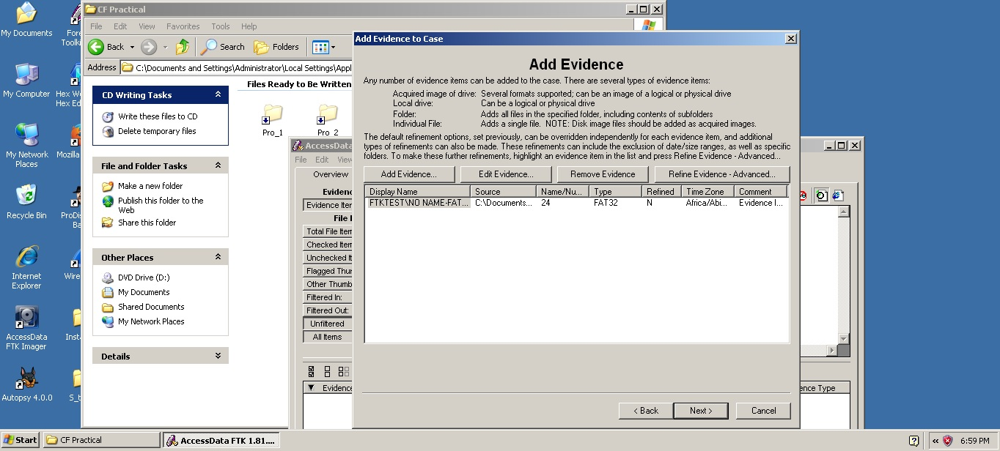 My Documents
My Computer
My Network
Places
Recycle Bin
Internet
Explorer
AccessData
FTK Imager
Autopsy 4.0.0
Fore
Toolki
Hex W
Hex Ed
Mozilla
ProDis
Ba
Wire
Inst
S_t
CF Practical
File Edit View Favorites Tools Help
Back Search Folders
Address C:\Documents and Settings\Administrator\Local Settings\Appl
CD Writing Tasks
Write these files to CD
Delete temporary files
File and Folder Tasks
Make a new folder
Publish this folder to the
Web
Share this folder
Other Places
DVD Drive (D:)
My Documents
Shared Documents
My Network Places
Details
Files Ready to Be Written
Pro_1 Pro_2
AccessData
File Edit View
Overview
Evidenc
Evidence Item
File I
Total File Item
Checked Item
Unchecked It
Flagged Thu
Other Thumb
Filtered In:
Filtered Out:
Unfiltered
All Items
Evidence
ence Type
Add Evidence to Case
Add Evidence
Any number of evidence items can be added to the case. There are several types of evidence items:
Acquired image of drive: Several formats supported; can be an image of a logical or physical drive
Local drive: Can be a logical or physical drive
Folder: Adds all files in the specified folder, including contents of subfolders
Individual File: Adds a single file. NOTE: Disk image files should be added as acquired images.
The default refinement options, set previously, can be overridden independently for each evidence item, and additional
types of refinements can also be made. These refinements can include the exclusion of date/size ranges, as well as specific
folders. To make these further refinements, highlight an evidence item in the list and press Refine Evidence - Advanced...
Add Evidence... Edit Evidence... Remove Evidence Refine Evidence - Advanced...
Display Name Source Name/Nu... Type Refined Time Zone Comment
FTKTEST\NO NAME-FAT... C:\Documents... 24 FAT32 N Africa/Abi... Evidence I...
< Back Next > Cancel
Start CF Practical AccessData FTK 1.81.... 6:59 PM